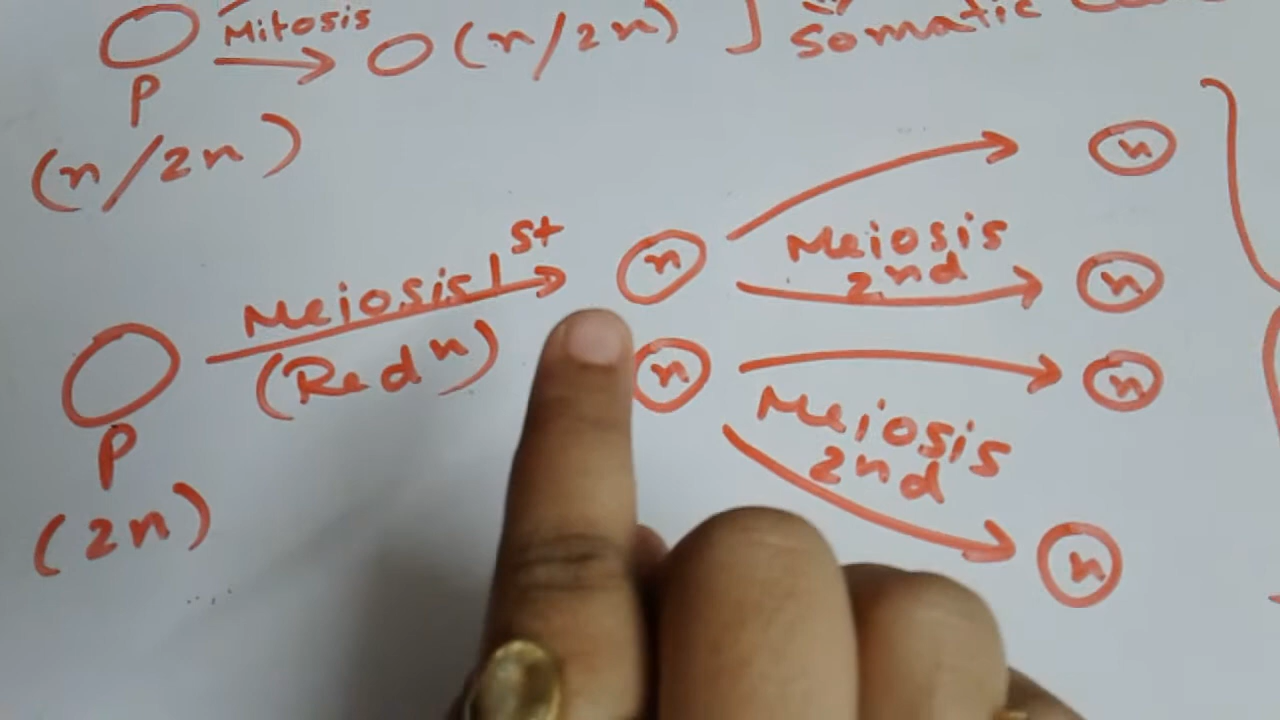 Mitosis
(n/2n)
Somatic
P
(n/2n)
n
Meiosis 1st
n
Meiosis
2nd
n
(Redn)
n
n
Meiosis
2nd
P
(2n)
n